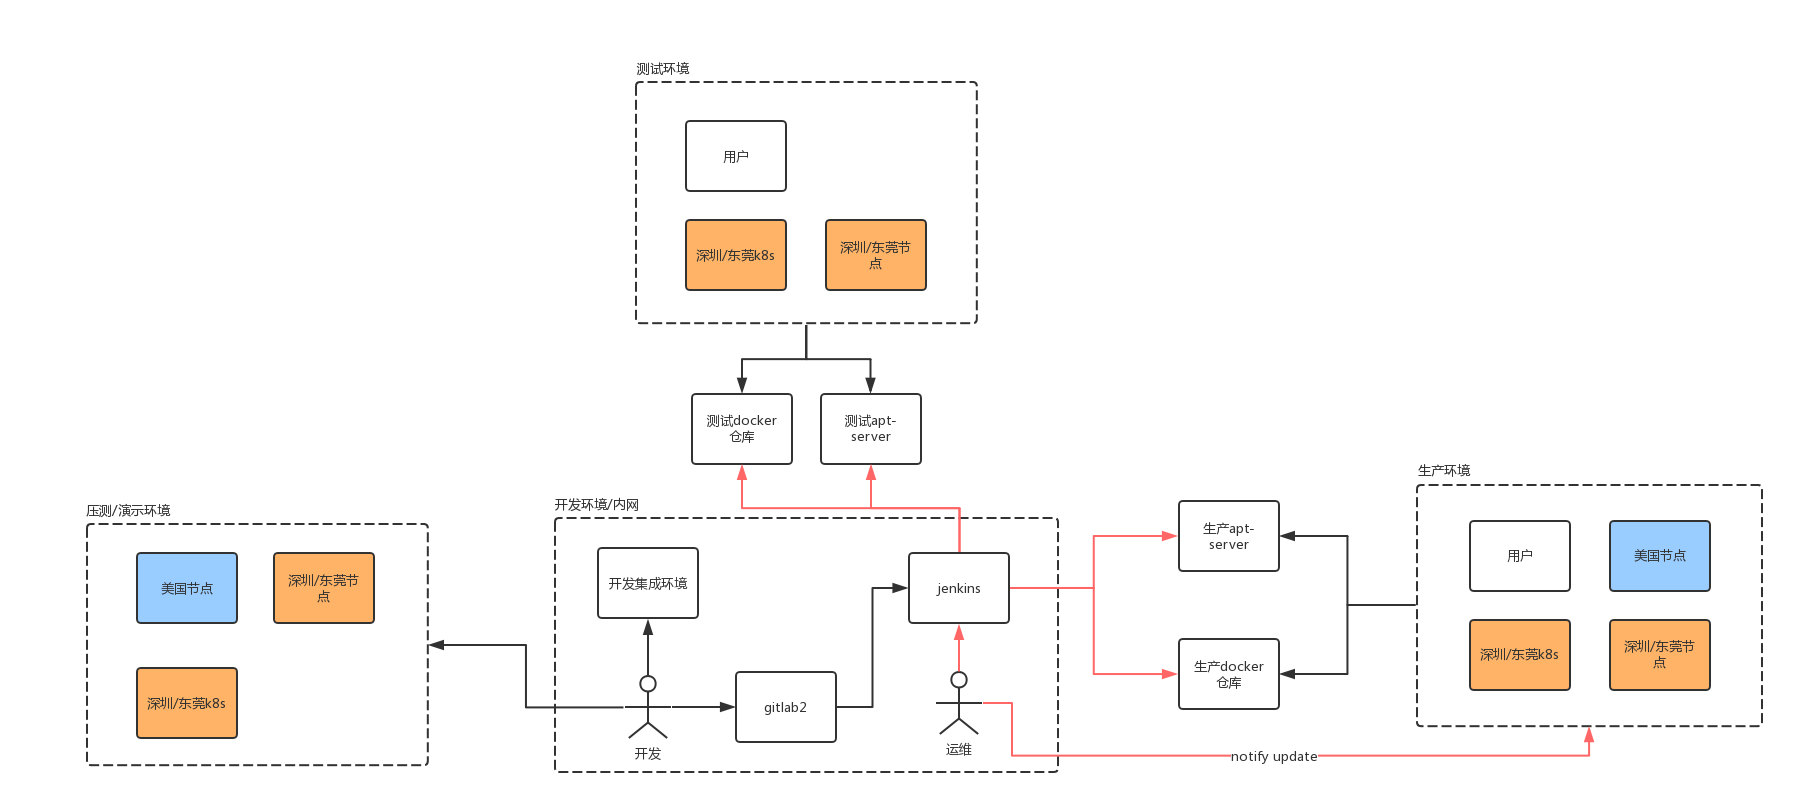 测试环境
用户
深圳/东莞k8s
深圳/东莞节
点
测试docker
仓库
测试apt-
server
压测/演示环境
美国节点
深圳/东莞节
点
深圳/东莞k8s
开发环境/内网
开发集成环境
jenkins
gitlab2
开发
运维
生产apt-
server
生产docker
仓库
notify update
生产环境
用户
美国节点
深圳/东莞k8s
深圳/东莞节
点